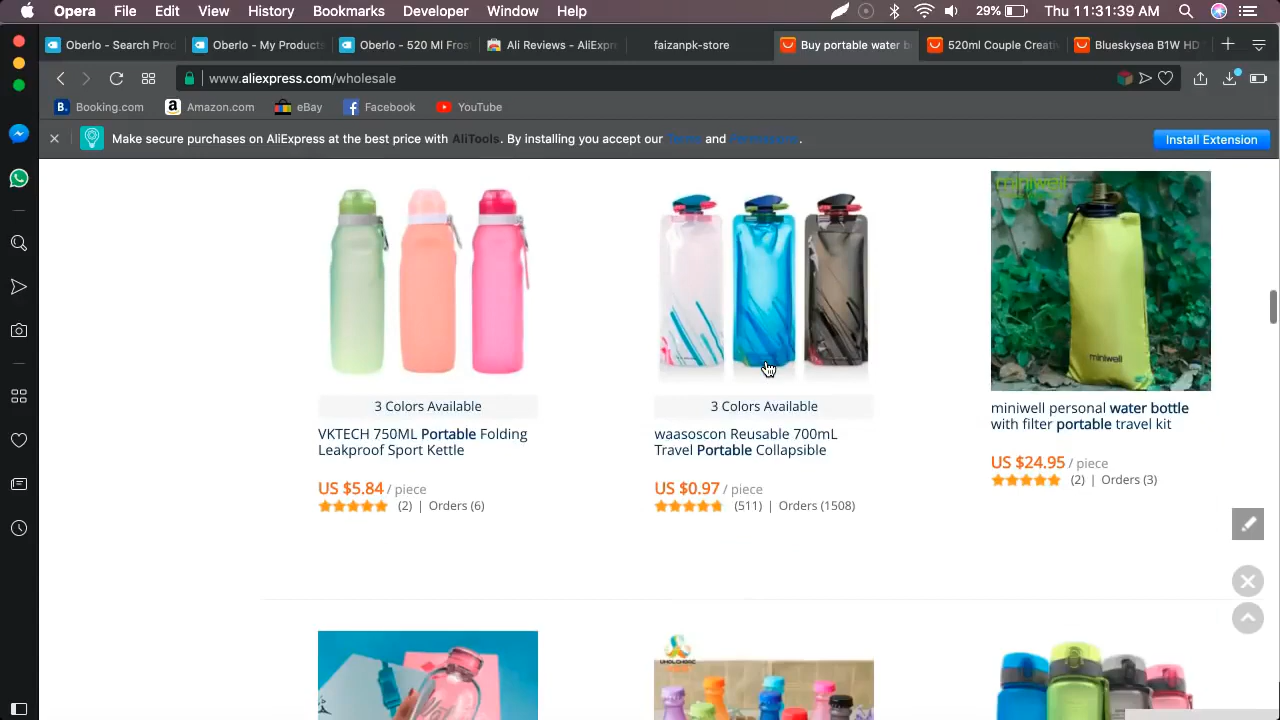 Opera File Edit View History Bookmarks Developer Window Help 29% Thu 11:31:39 AM
Oberlo - Search Prod Oberlo - My Products Oberlo - 520 Ml Fros Ali Reviews - AliExpre faizanpk-store Buy portable water b 520ml Couple Creati Blueskysea B1W HD
www.aliexpress.com/wholesale
B. Booking.com a Amazon.com eBay Facebook YouTube
Make secure purchases on AliExpress at the best price with AliTools. By installing you accept our and . Install Extension
miniwell
miniwell
3 Colors Available
VKTECH 750ML Portable Folding
Leakproof Sport Kettle
US $5.84 / piece
(2) | Orders (6)
3 Colors Available
waasoscon Reusable 700mL
Travel Portable Collapsible
US $0.97 / piece
(511) | Orders (1508)
miniwell personal water bottle
with filter portable travel kit
US $24.95 / piece
(2) | Orders (3)